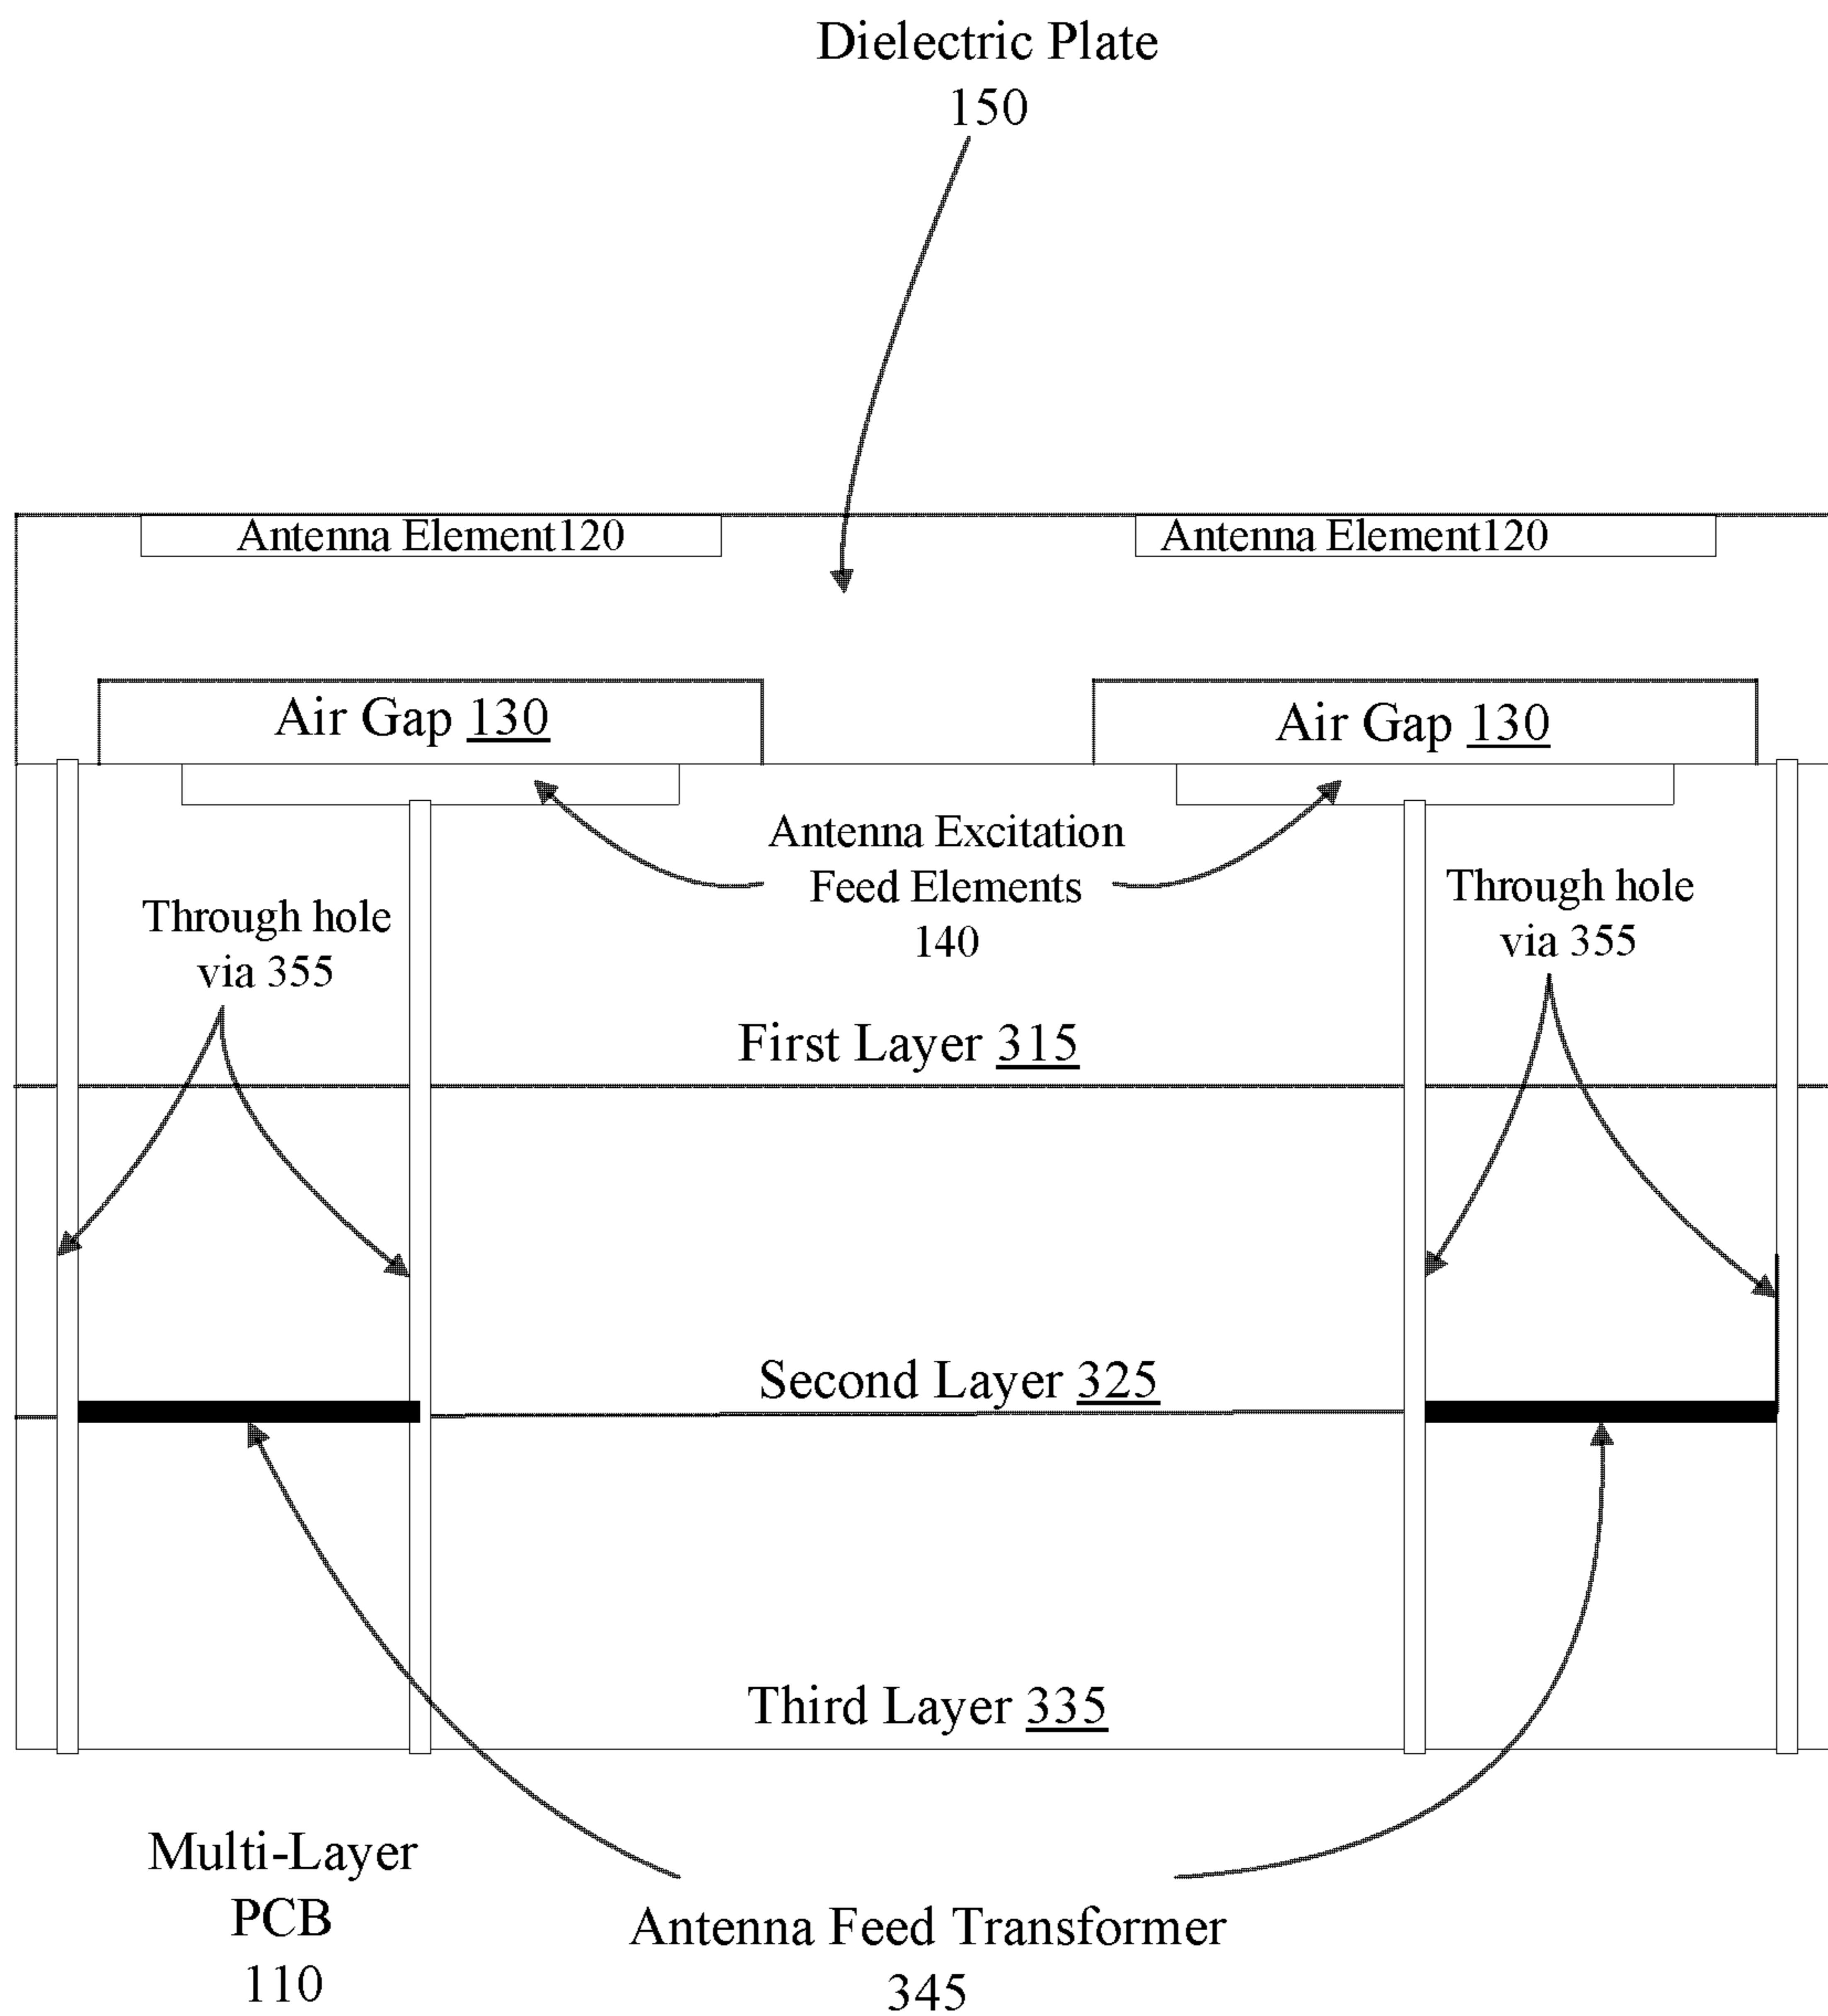 Dielectric Plate
150
Antenna Element120
Antenna Element120
Air Gap 130
Air Gap 130
Antenna Excitation
Feed Elements
140
Through hole
via 355
Through hole
via 355
First Layer 315
Second Layer 325
Third Layer 335
Multi-Layer
PCB
110
Antenna Feed Transformer
345